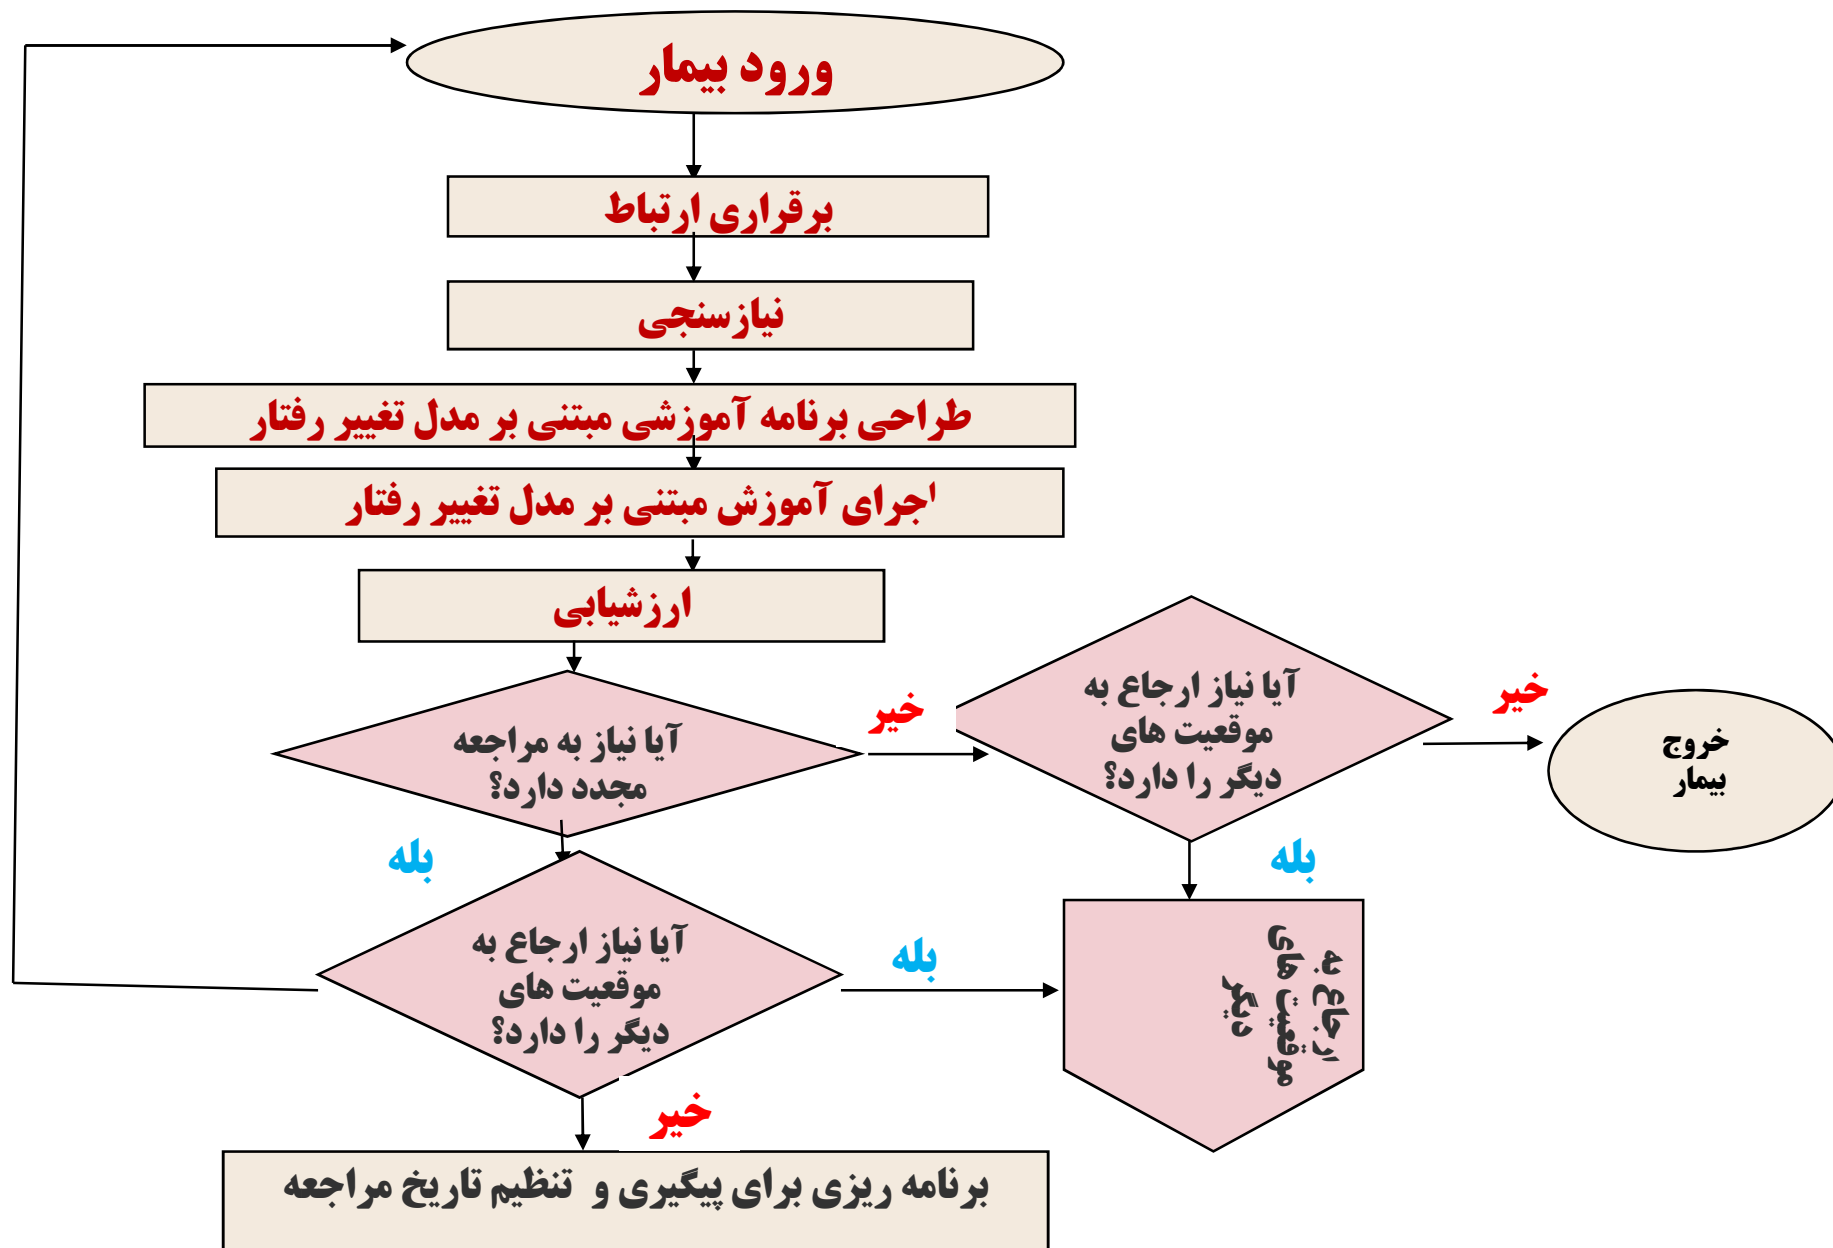 ورود بیمار
برقراری ارتباط
نیازسنجی
طراحی برنامه آموزشی مبتنی بر مدل تغییر رفتار
اجرای آموزش مبتنی بر مدل تغییر رفتار
ارزشیابی
آیا نیاز به مراجعه
مجدد دارد؟
خیر
آیا نیاز ارجاع به
موقعیت های
دیگر را دارد؟
خیر
خروج
بیمار
بله
بله
آیا نیاز ارجاع به
موقعیت های
دیگر را دارد؟
بله
ارجاع به
موقعیت های
دیگر
خیر
برنامه ریزی برای پیگیری و تنظیم تاریخ مراجعه